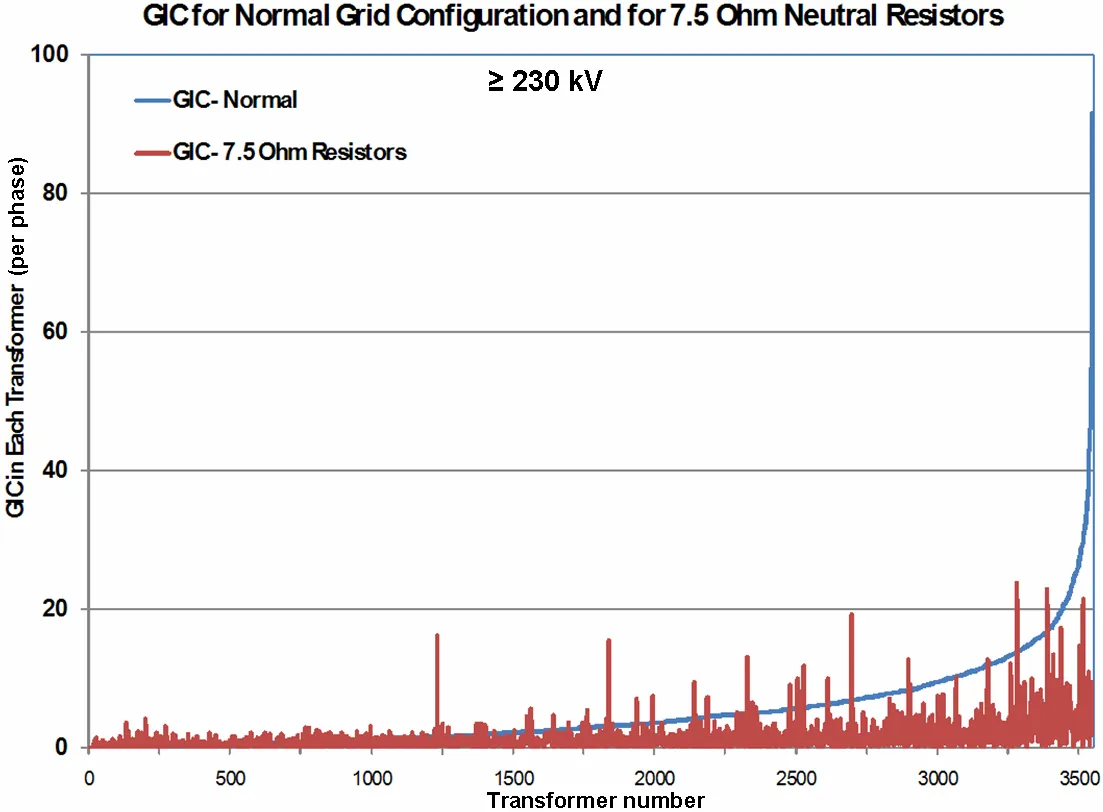 GIC for Normal Grid Configuration and for 7.5 Ohm Neutral Resistors
≥ 230 kV
GIC- Normal
GIC- 7.5 Ohm Resistors
GIC in Each Transformer (per phase)
100
80
60
40
20
0
0 500 1000 1500 2000 2500 3000 3500
Transformer number